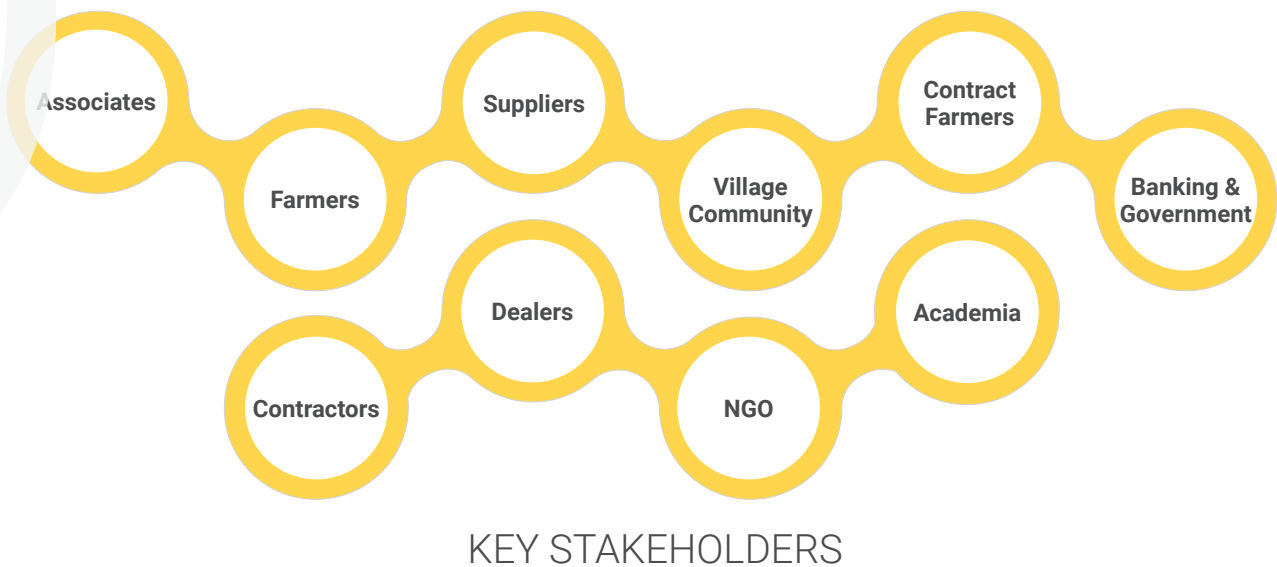 Associates
Farmers
Suppliers
Village
Community
Contract
Farmers
Banking &
Government
Contractors
Dealers
NGO
Academia
KEY STAKEHOLDERS